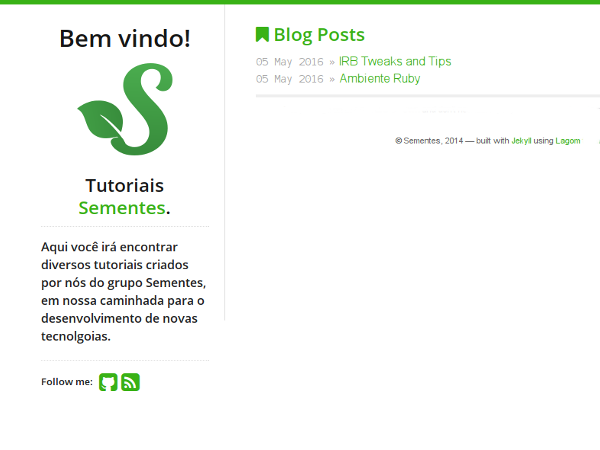 Bem vindo!
Tutoriais
Sementes.
Aqui você irá encontrar
diversos tutoriais criados
por nós do grupo Sementes,
em nossa caminhada para o
desenvolvimento de novas
tecnolgoias.
Follow me:
Blog Posts
05 May 2016 » IRB Tweaks and Tips
05 May 2016 » Ambiente Ruby
© Sementes, 2014 — built with Jekyll using Lagom